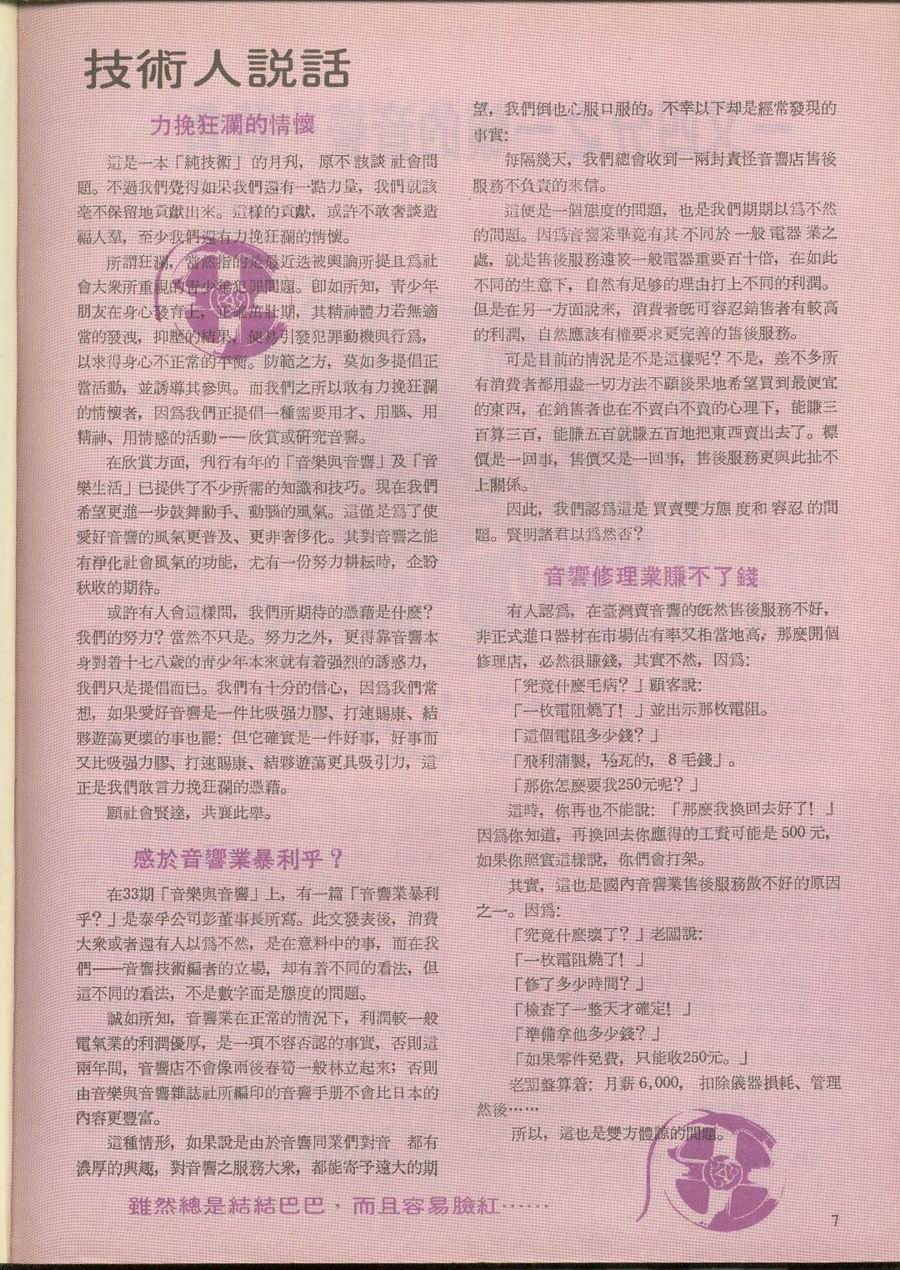 技術人説話
力挽狂瀾的情懷
這是一本「純技術」的月刋，原不該談社會問
題。不過我們覺得如果我們還有一點力量，我們就該
毫不保留地貢獻出來。這樣的貢獻，或許不敢奢談造
福人羣，至少我們還有力挽狂瀾的情懷。
所謂狂瀾，當然指的是最近迭被輿論所提且爲社
會大衆所重視的青少年犯罪問題。卽如所知，青少年
朋友在身心發育上，正確茁壯期，其精神體力若無適
當的發洩，抑壓的結果，便易引發犯罪動機與行爲，
以求得身心不正常的平衡。防範之方，莫如多提倡正
當活動，並誘導其參與。而我們之所以敢有力挽狂瀾
的情懷者，因爲我們正提倡一種需要用才、用腦、用
精神、用情感的活動——欣賞或研究音響。
在欣賞方面，刋行有年的「音樂與音響」及「音
樂生活」已提供了不少所需的知識和技巧。現在我們
希望更進一步鼓舞動手、動腦的風氣。這僅是爲了使
愛好音響的風氣更普及、更非奢侈化。其對音響之能
有淨化社會風氣的功能，尤有一份努力耕耘時，企盼
秋收的期待。
或許有人會這樣問，我們所期待的憑藉是什麼？
我們的努力？當然不只是。努力之外，更得靠音響本
身對着十七八歲的青少年本來就有着强烈的誘惑力，
我們只是提倡而已。我們有十分的信心，因爲我們常
想，如果愛好音響是一件比吸强力膠、打速賜康、結
夥遊蕩更壞的事也罷：但它確實是一件好事，好事而
又比吸强力膠、打速賜康、結夥遊蕩更具吸引力，這
正是我們敢言力挽狂瀾的憑藉。
願社會賢達，共襄此舉。
感於音響業暴利乎？
在33期「音樂與音響」上，有一篇「音響業暴利
乎？」是泰孚公司彭董事長所寫。此文發表後，消費
大衆或者還有人以爲不然，是在意料中的事，而在我
們——音響技術編者的立場，却有着不同的看法，但
這不同的看法，不是數字而是態度的問題。
誠如所知，音響業在正常的情況下，利潤較一般
電氣業的利潤優厚，是一項不容否認的事實，否則這
兩年間，音響店不會像雨後春筍一般林立起來；否則
由音樂與音響雜誌社所編印的音響手册不會比日本的
內容更豐富。
這種情形，如果說是由於音響同業們對音　都有
濃厚的興趣，對音響之服務大衆，都能寄予遠大的期
望，我們倒也心服口服的。不幸以下却是經常發現的
事實：
每隔幾天，我們總會收到一兩封責怪音響店售後
服務不負責的來信。
這便是一個態度的問題，也是我們期期以爲不然
的問題。因爲音響業畢竟有其不同於一般電器業之
處，就是售後服務遠較一般電器重要百十倍，在如此
不同的生意下，自然有足够的理由打上不同的利潤。
但是在另一方面說來，消費者旣可容忍銷售者有較高
的利潤，自然應該有權要求更完善的售後服務。
可是目前的情況是不是這樣呢？不是，差不多所
有消費者都用盡一切方法不顧後果地希望買到最便宜
的東西，在銷售者也在不賣白不賣的心理下，能賺三
百算三百，能賺五百就賺五百地把東西賣出去了。標
價是一回事，售價又是一回事，售後服務更與此扯不
上關係。
因此，我們認爲這是買賣雙方態度和容忍的問
題。賢明諸君以爲然否？
音響修理業賺不了錢
有人認爲，在臺灣賣音響的旣然售後服務不好，
非正式進口器材在市場佔有率又相當地高，那麼開個
修理店，必然很賺錢，其實不然，因爲：
「究竟什麼毛病？」顧客說：
「一枚電阻燒了！」並出示那枚電阻。
「這個電阻多少錢？」
「飛利蒲製，½瓦的，8毛錢」。
「那你怎麼要我250元呢？」
這時，你再也不能說：「那麼我換回去好了！」
因爲你知道，再換回去你應得的工資可能是500元，
如果你照實這樣說，你們會打架。
其實，這也是國內音響業售後服務做不好的原因
之一。因爲：
「究竟什麼壞了？」老闆說：
「一枚電阻燒了！」
「修了多少時間？」
「檢查了一整天才確定！」
「準備拿他多少錢？」
「如果零件免費，只能收250元。」
老闆盤算着：月薪6,000，扣除儀器損耗、管理
然後……
所以，這也是雙方體諒的問題。
雖然總是結結巴巴、而且容易臉紅……
7